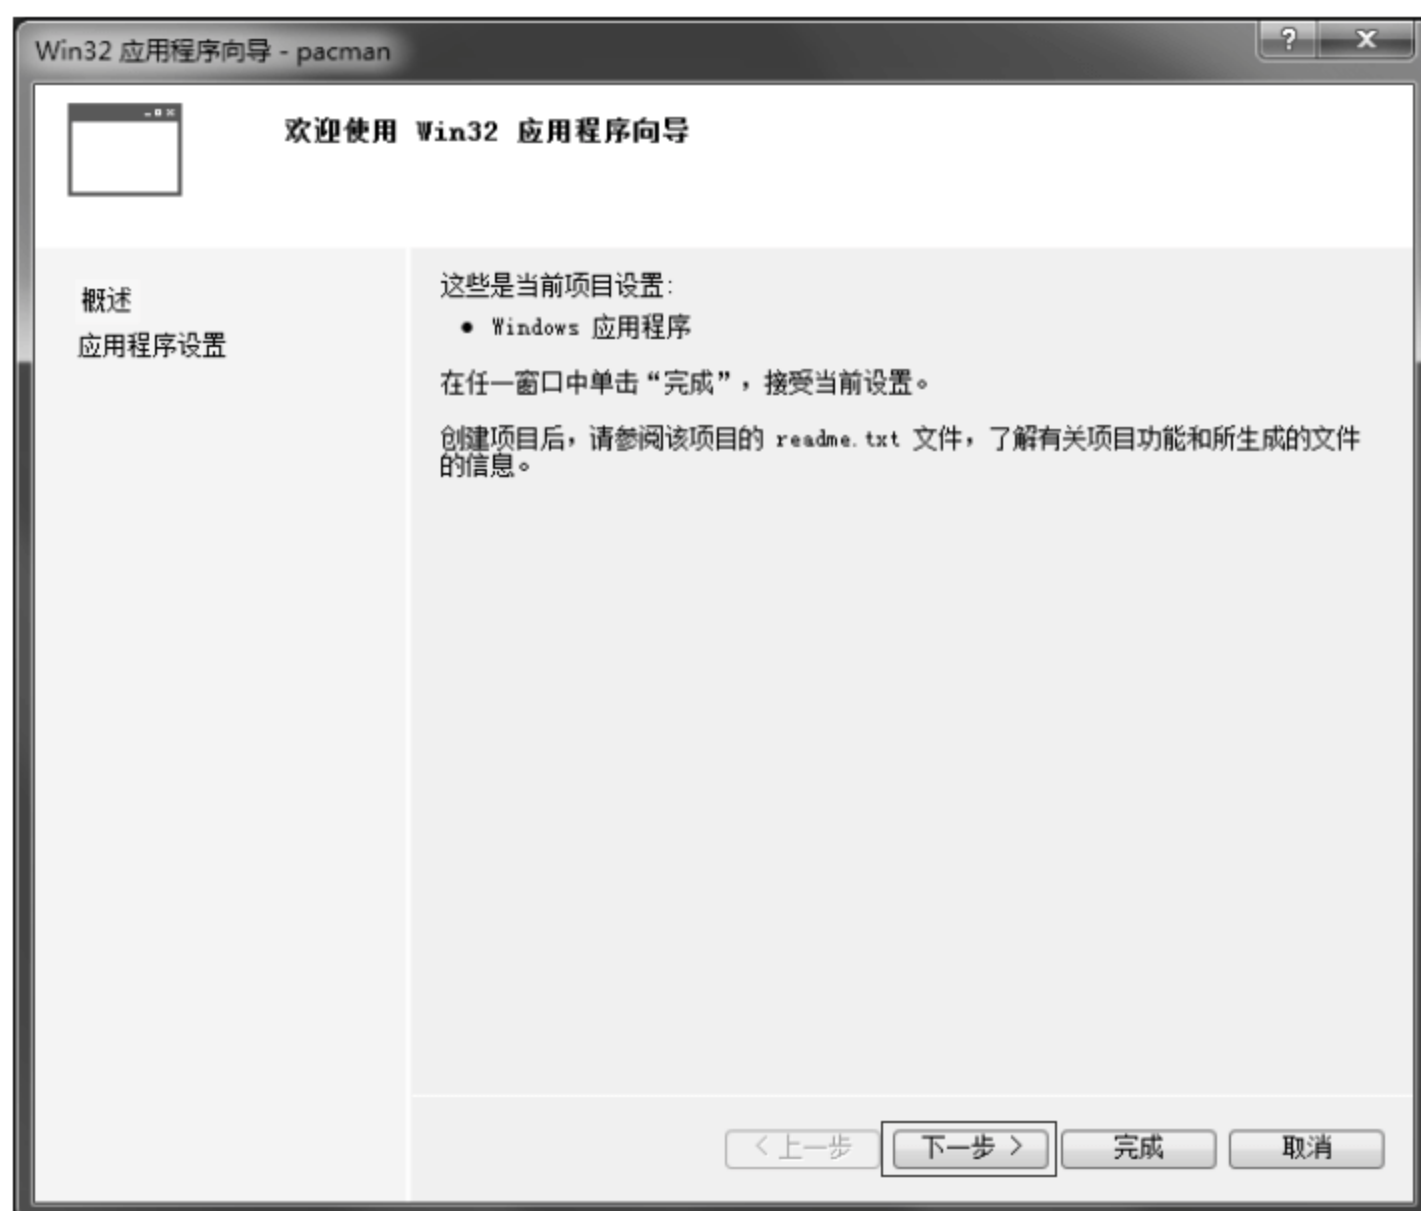 Win32 应用程序向导 - pacman
欢迎使用 Win32 应用程序向导
概述
应用程序设置
这些是当前项目设置:
• Windows 应用程序
在任一窗口中单击“完成”，接受当前设置。
创建项目后，请参阅该项目的 readme.txt 文件，了解有关项目功能和所生成的文件
的信息。
< 上一步
下一步 >
完成
取消